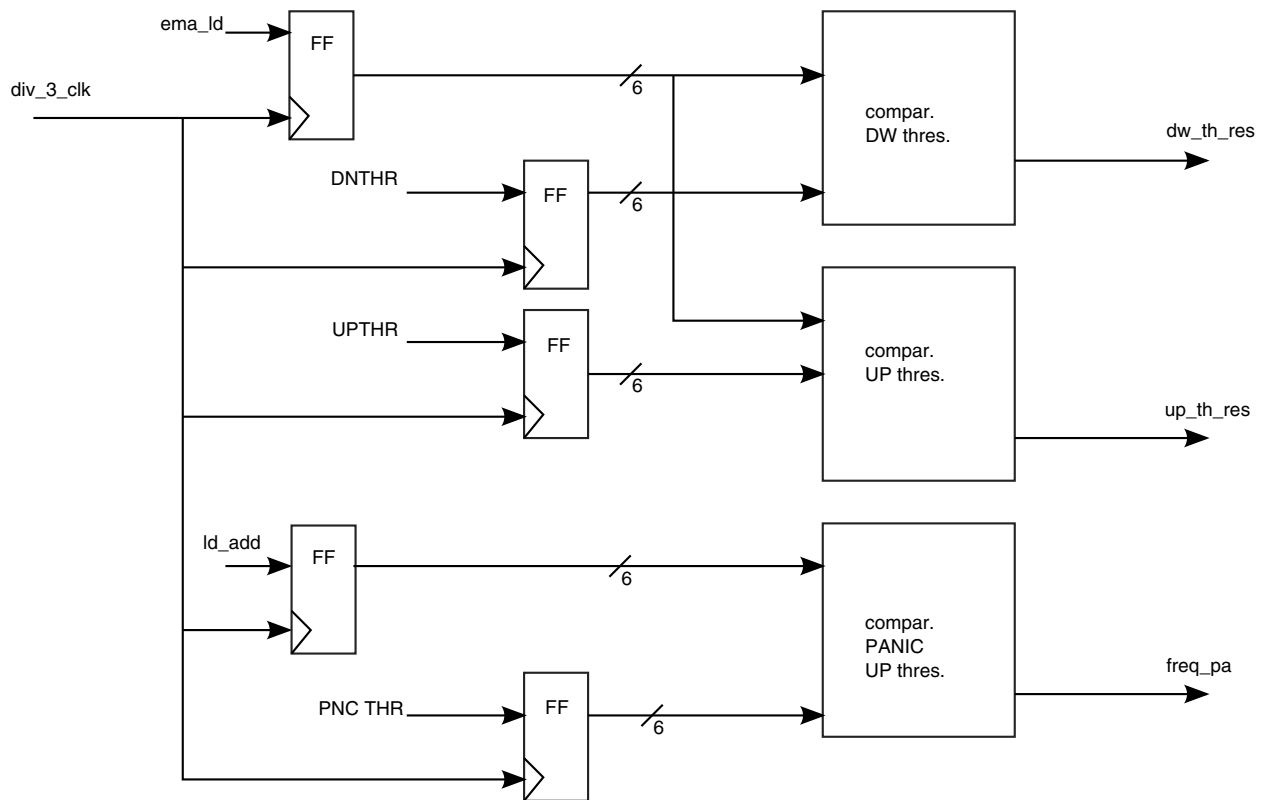 ema_ld
FF
div_3_clk
6
compar.
DW thres.
dw_th_res
DNTHR
FF
6
UPTHR
FF
6
compar.
UP thres.
up_th_res
ld_add
FF
6
compar.
PANIC
UP thres.
freq_pa
PNC THR
FF
6